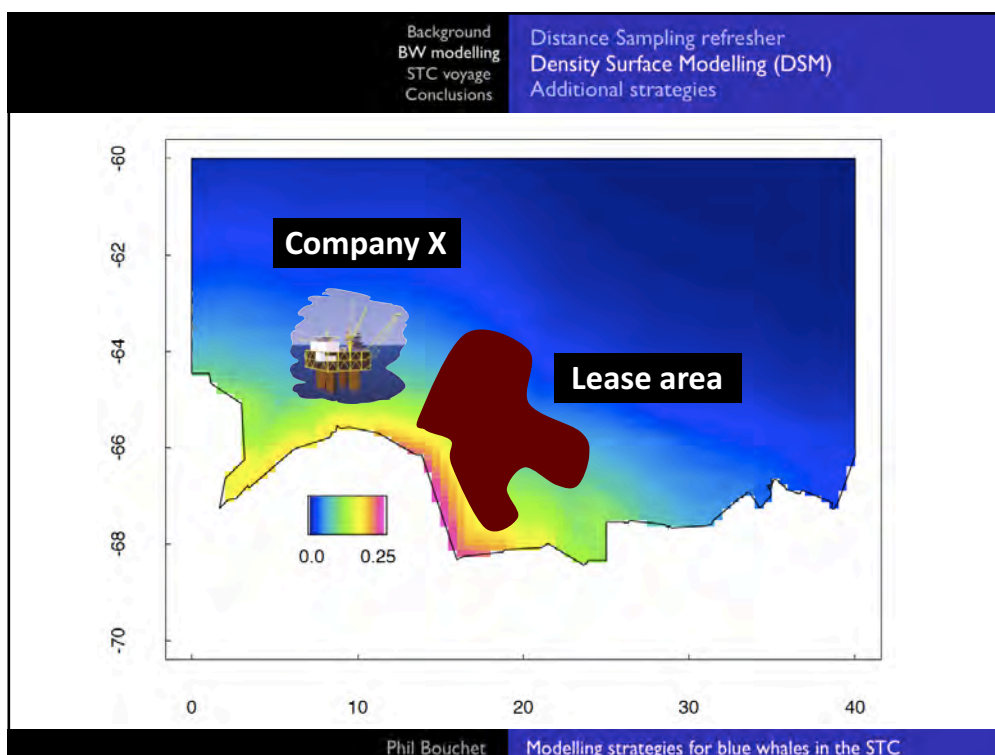 Background
BW modelling
STC voyage
Conclusions
Distance Sampling refresher
Density Surface Modelling (DSM)
Additional strategies
-60
-62
-64
-66
-68
-70
Company X
Lease area
0.0 0.25
0 10 20 30 40
Phil Bouchet Modelling strategies for blue whales in the STC